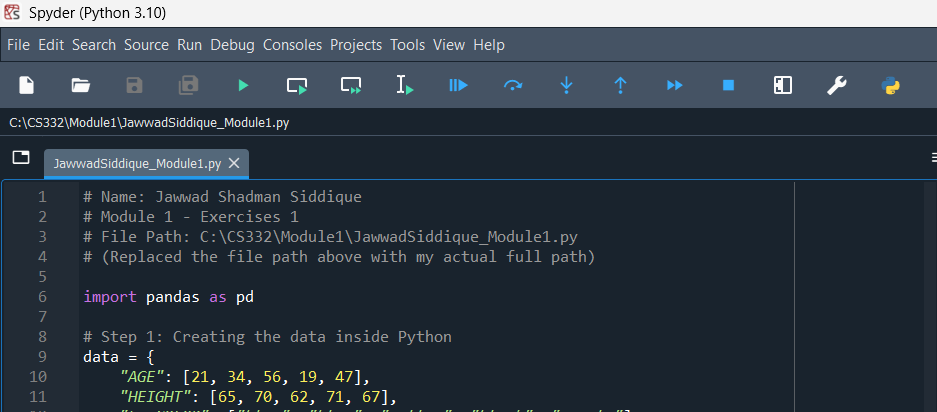 Spyder (Python 3.10)
File Edit Search Source Run Debug Consoles Projects Tools View Help
C:\CS332\Module1\JawwadSiddique_Module1.py
JawwadSiddique_Module1.py
1 # Name: Jawwad Shadman Siddique
2 # Module 1 - Exercises 1
3 # File Path: C:\CS332\Module1\JawwadSiddique_Module1.py
4 # (Replaced the file path above with my actual full path)
5
6 import pandas as pd
7
8 # Step 1: Creating the data inside Python
9 data = {
10 "AGE": [21, 34, 56, 19, 47],
11 "HEIGHT": [65, 70, 62, 71, 67],